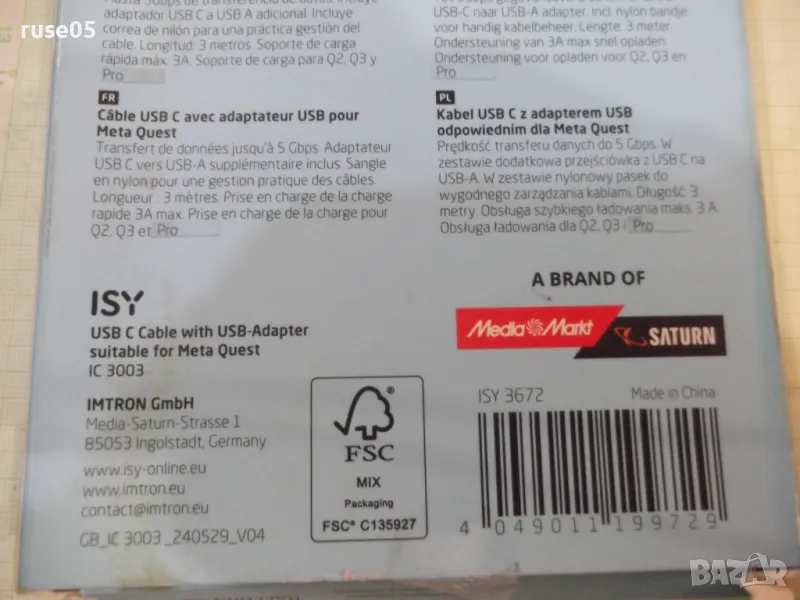 ruse05
Hasta 5Gbps de transferencia de datos. Incluye
adaptador USB C a USB A adicional. Incluye
correa de nilón para una práctica gestión del
cable. Longitud: 3 metros. Soporte de carga
rápida máx. 3A. Soporte de carga para Q2, Q3 y
Pro
USB-C naar USB-A adapter. Incl. nylon bandje
voor handig kabelbeheer. Lengte: 3 meter.
Ondersteuning van 3A max snel opladen.
Ondersteuning voor opladen voor Q2, Q3 en
Pro
FR
Câble USB C avec adaptateur USB pour
Meta Quest
Transfert de données jusqu'à 5 Gbps. Adaptateur
USB C vers USB-A supplémentaire inclus. Sangle
en nylon pour une gestion pratique des câbles.
Longueur : 3 mètres. Prise en charge de la charge
rapide 3A max. Prise en charge de la charge pour
Q2, Q3 et Pro
PL
Kabel USB C z adapterem USB
odpowiednim dla Meta Quest
Prędkość transferu danych do 5 Gbps. W
zestawie dodatkowa przejściówka z USB C na
USB-A. W zestawie nylonowy pasek do
wygodnego zarządzania kablami. Długość: 3
metry. Obsługa szybkiego ładowania maks. 3 A.
Obsługa ładowania dla Q2, Q3 i Pro
ISY
USB C Cable with USB-Adapter
suitable for Meta Quest
IC 3003
IMTRON GmbH
Media-Saturn-Strasse 1
85053 Ingolstadt, Germany
www.isy-online.eu
www.imtron.eu
contact@imtron.eu
GB_IC 3003 _240529_V04
FSC
MIX
Packaging
FSC® C135927
A BRAND OF
MediaMarkt
SATURN
ISY 3672
Made in China
4 049011 199729
BAZAR